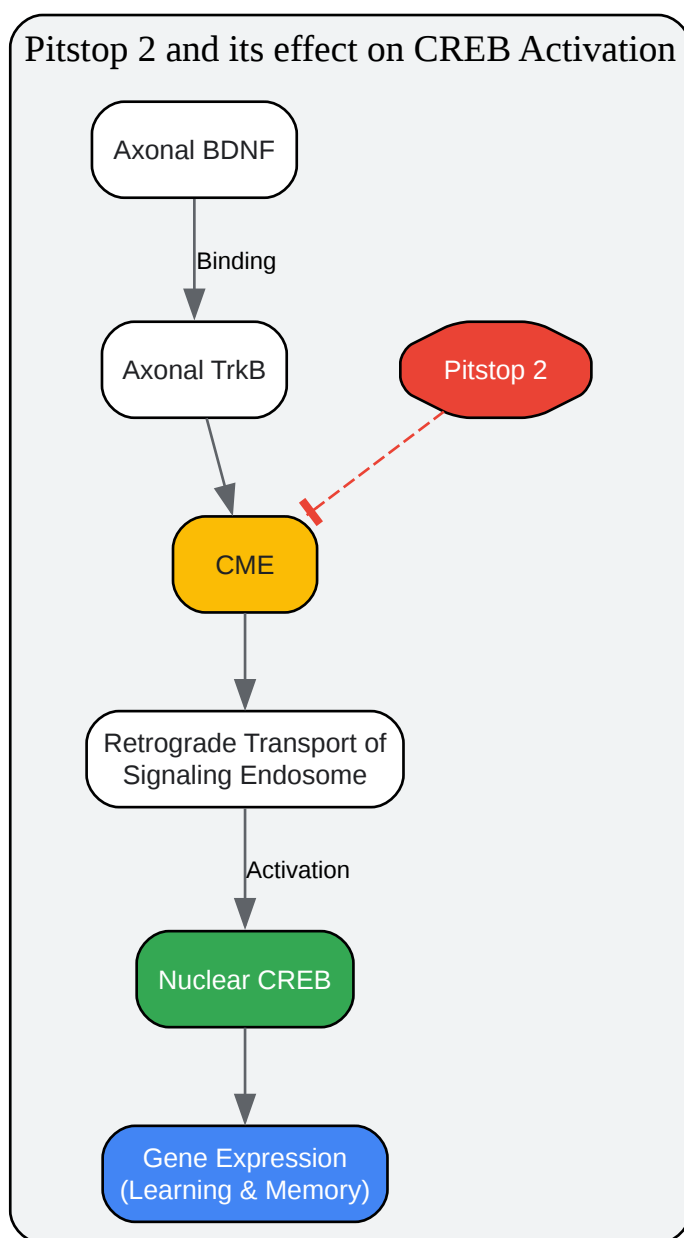 Pitstop 2 and its effect on CREB Activation
Axonal BDNF
Binding
Axonal TrkB
Pitstop 2
CME
Retrograde Transport of
Signaling Endosome
Activation
Nuclear CREB
Gene Expression
(Learning & Memory)